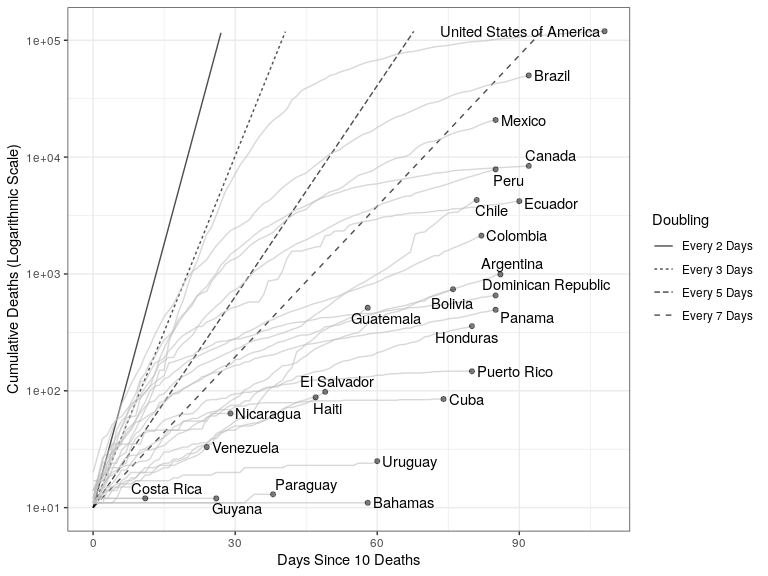 United States of America
1e+05
Brazil
Mexico
1e+04
Canada
Peru
Chile
Ecuador
Colombia
Argentina
1e+03
Dominican Republic
Bolivia
Guatemala
Panama
Honduras
1e+02
El Salvador
Puerto Rico
Cuba
Haiti
Nicaragua
Venezuela
Uruguay
Paraguay
Costa Rica
1e+01
Bahamas
Guyana
0
30
60
90
Days Since 10 Deaths
Cumulative Deaths (Logarithmic Scale)
Doubling
Every 2 Days
Every 3 Days
Every 5 Days
Every 7 Days